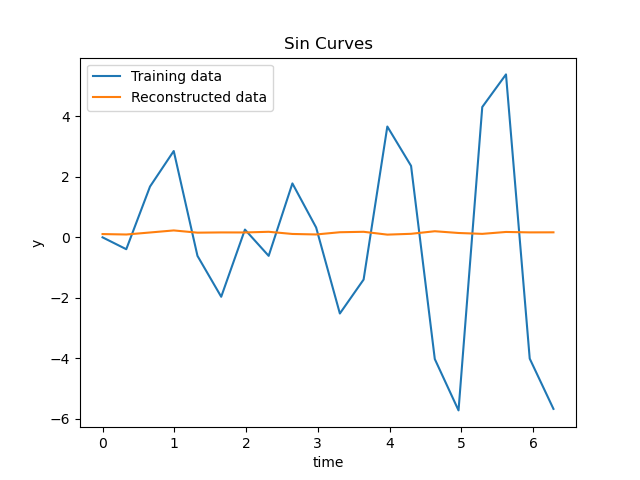 Sin Curves
Training data
Reconstructed data
4
2
0
−2
−4
−6
y
0 1 2 3 4 5 6
time